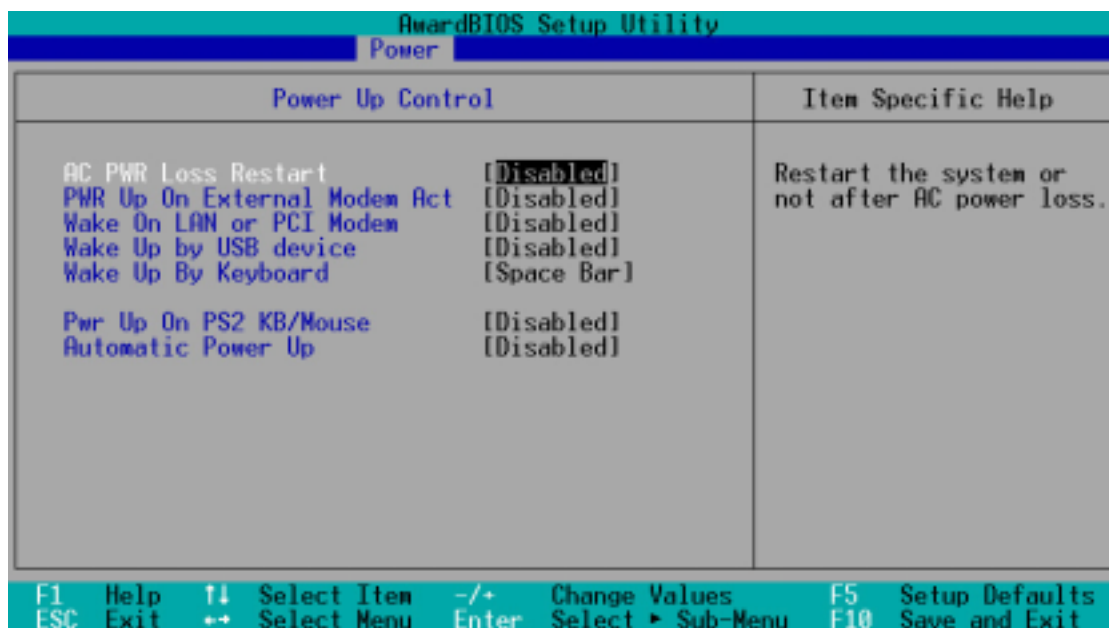 AwardBIOS Setup Utility
Power
Power Up Control
Item Specific Help
AC PWR Loss Restart [Disabled]
PWR Up On External Modem Act [Disabled]
Wake On LAN or PCI Modem [Disabled]
Wake Up by USB device [Disabled]
Wake Up By Keyboard [Space Bar]
Pwr Up On PS2 KB/Mouse [Disabled]
Automatic Power Up [Disabled]
Restart the system or
not after AC power loss.
F1 Help ↑↓ Select Item -/+ Change Values F5 Setup Defaults
ESC Exit ←→ Select Menu Enter Select ► Sub-Menu F10 Save and Exit